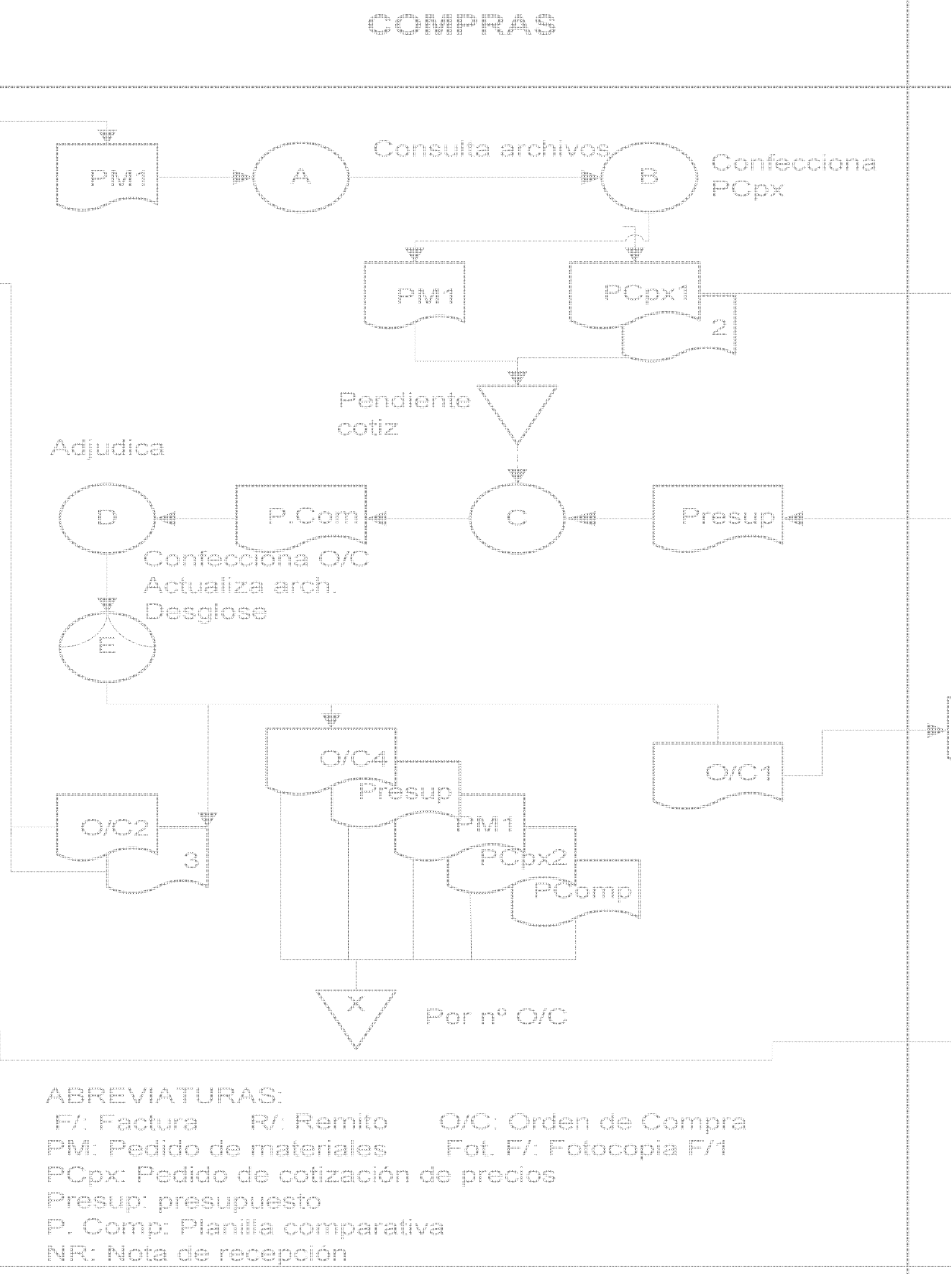 COMPRAS
Consulta archivos
PM1
A
B
Confecciona
PCpx
PM1
PCpx1
2
Pendiente
cotiz
Adjudica
D
P.Com
C
Presup
Confecciona O/C
Actualiza arch.
Desglose
E
O/C4
O/C1
Presup
PM1
O/C2
PCpx2
3
PComp
X
Por nº O/C
ABREVIATURAS:
F/: Factura R/: Remito O/C: Orden de Compra
PM: Pedido de materiales Fot. F/: Fotocopia F/1
PCpx: Pedido de cotización de precios
Presup: presupuesto
P. Comp: Planilla comparativa
NR: Nota de recepción